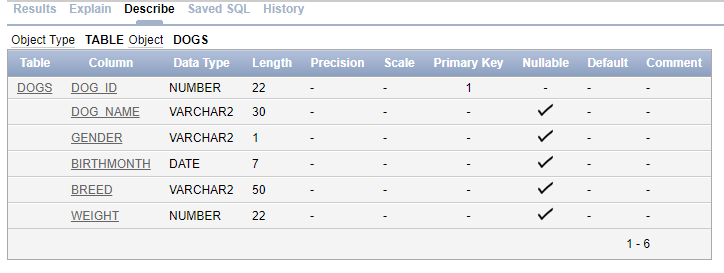 Results Explain Describe Saved SQL History
Object Type TABLE Object DOGS
Table Column Data Type Length Precision Scale Primary Key Nullable Default Comment
DOGS DOG_ID NUMBER 22 - - 1 - - -
DOG_NAME VARCHAR2 30 - - - ✓ - -
GENDER VARCHAR2 1 - - - ✓ - -
BIRTHMONTH DATE 7 - - - ✓ - -
BREED VARCHAR2 50 - - - ✓ - -
WEIGHT NUMBER 22 - - - ✓ - -
1 - 6